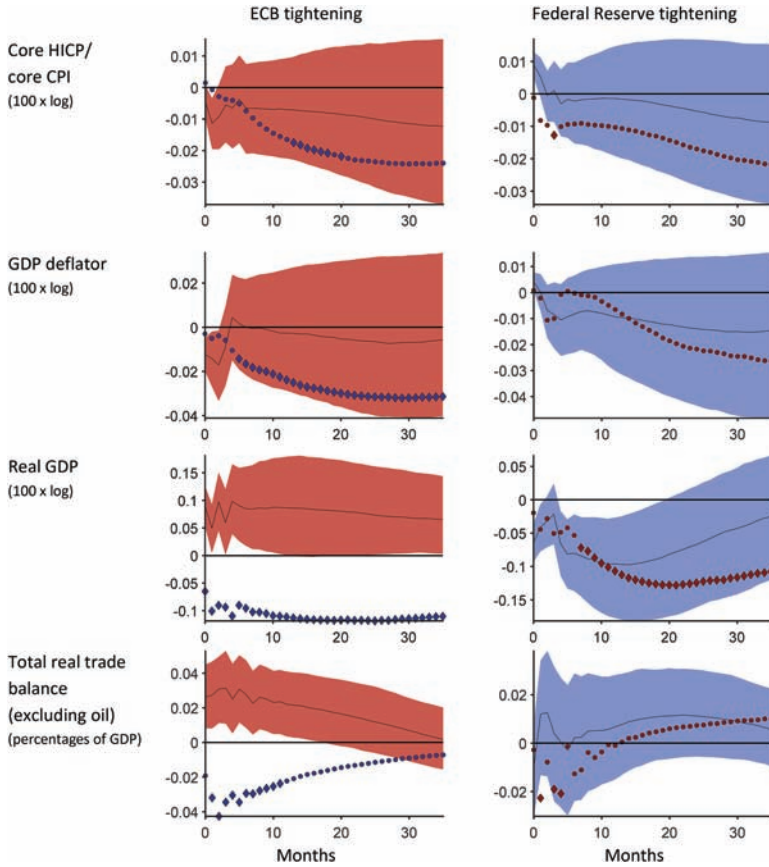 ECB tightening
Federal Reserve tightening
Core HICP/
core CPI
(100 x log)
0.01
0
-0.01
-0.02
-0.03
0 10 20 30
0.01
0
-0.01
-0.02
-0.03
0 10 20 30
GDP deflator
(100 x log)
0.02
0
-0.02
-0.04
0 10 20 30
0.01
0
-0.01
-0.02
-0.03
-0.04
0 10 20 30
Real GDP
(100 x log)
0.15
0.1
0.05
0
-0.05
-0.1
0 10 20 30
0.05
0
-0.05
-0.1
-0.15
0 10 20 30
Total real trade
balance
(excluding oil)
(percentages of GDP)
0.04
0.02
0
-0.02
-0.04
0 10 20 30
Months
0.02
0
-0.02
0 10 20 30
Months